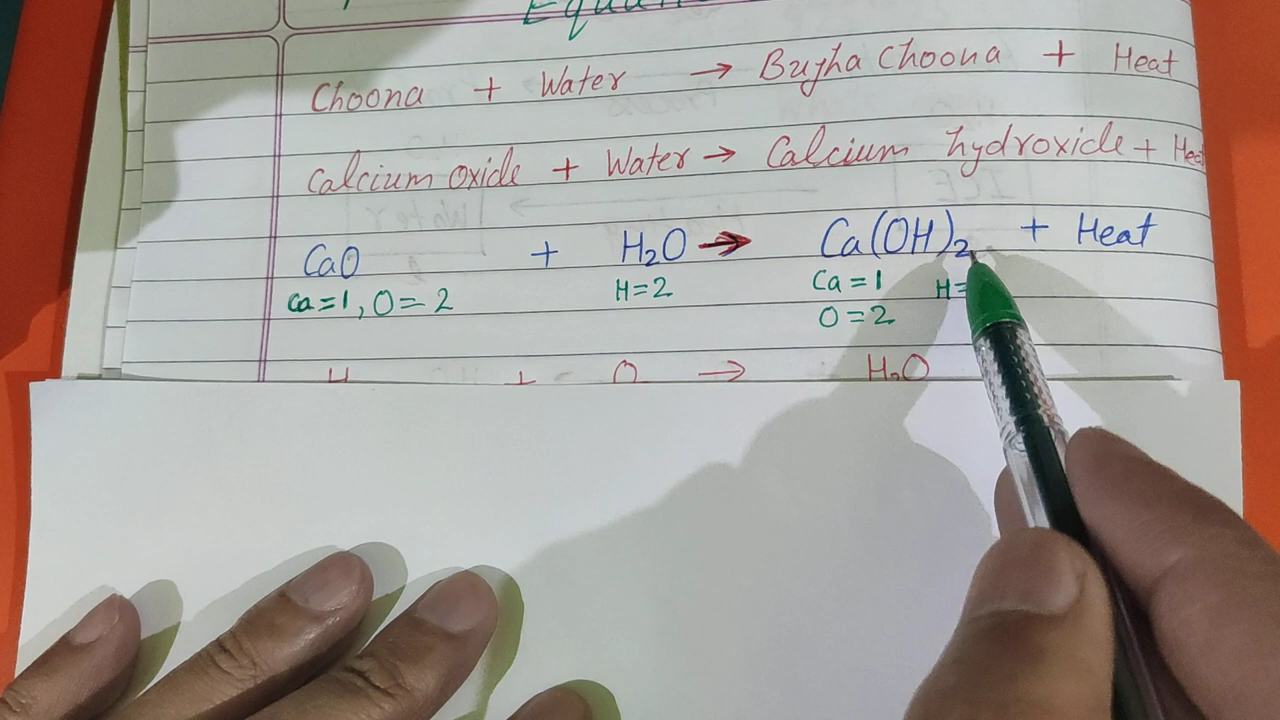 Choona + Water → Bujha Choona + Heat
Calcium oxide + Water → Calcium hydroxide + Hea
CaO + H₂O → Ca(OH)₂ + Heat
Ca=1, O=2 H=2 Ca=1 H=
O=2
H + O → H₂O